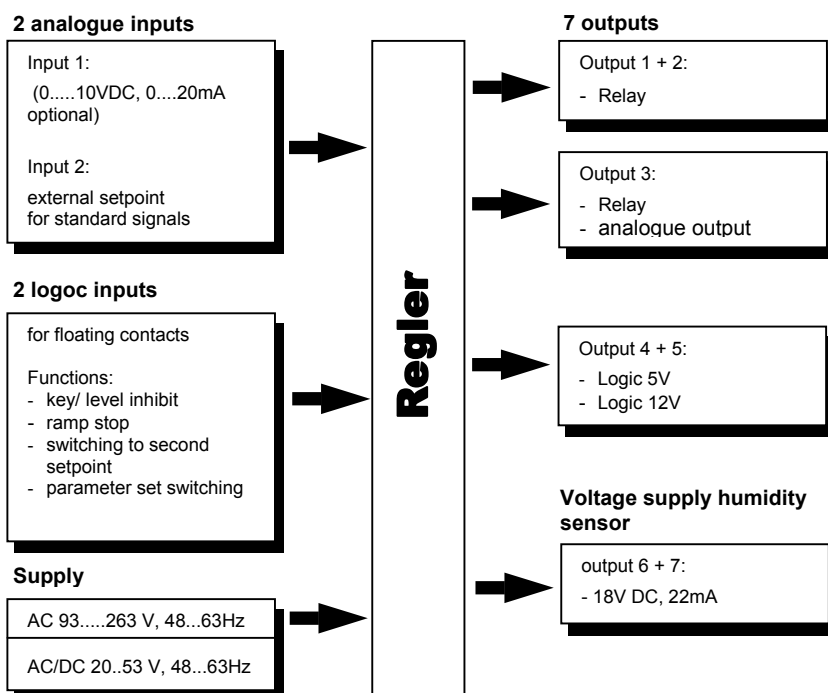 2 analogue inputs
Input 1:
(0.....10VDC, 0....20mA
optional)
Input 2:
external setpoint
for standard signals
2 logoc inputs
for floating contacts
Functions:
- key/ level inhibit
- ramp stop
- switching to second
setpoint
- parameter set switching
Supply
AC 93.....263 V, 48...63Hz
AC/DC 20..53 V, 48...63Hz
Regler
7 outputs
Output 1 + 2:
- Relay
Output 3:
- Relay
- analogue output
Output 4 + 5:
- Logic 5V
- Logic 12V
Voltage supply humidity
sensor
output 6 + 7:
- 18V DC, 22mA